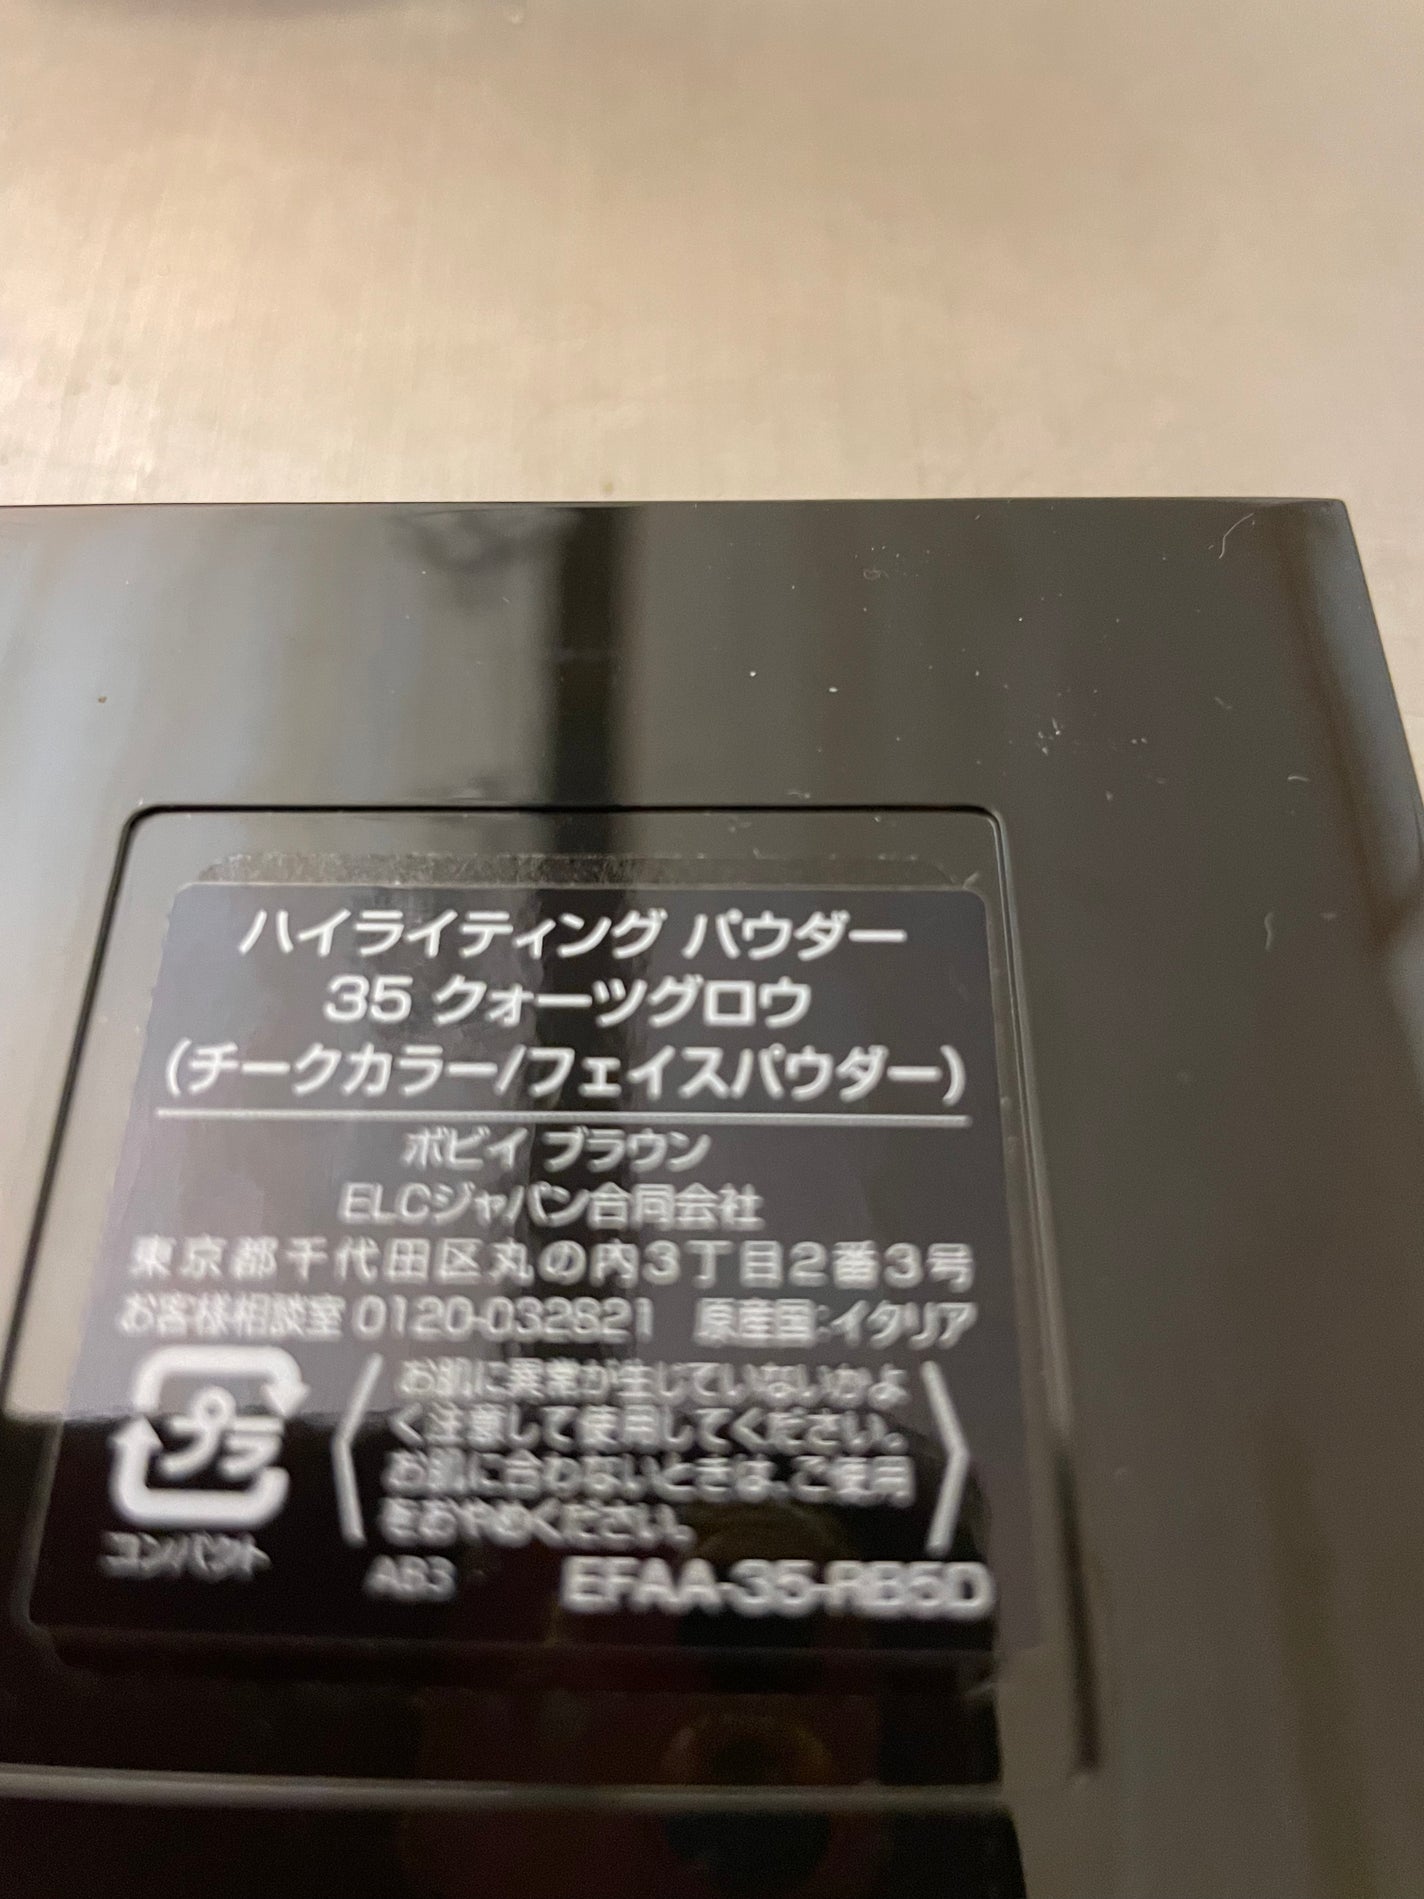 ハイライティング パウダー
35 クォーツグロウ
(チークカラー/フェイスパウダー)
ボビイ ブラウン
ELCジャパン合同会社
東京都千代田区丸の内3丁目2番3号
お客様相談室 0120-032821 原産国:イタリア
お肌に異常が生じていないかよ
く注意して使用してください。
お肌に合わないときは、ご使用
をおやめください。
プラ
コンパクト
AB3 EFAA-35-RB5D